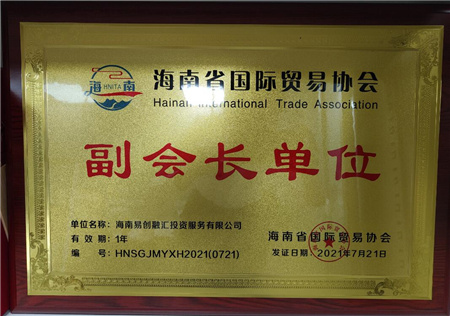 海 HNITA 南
海南省国际贸易协会
Hainan International Trade Association
副会长单位
单位名称：海南易创融汇投资服务有限公司
有 效 期：1年
编　　号：HNSGJMYXH2021(0721)
海南省国际贸易协会
发证日期：2021年7月21日